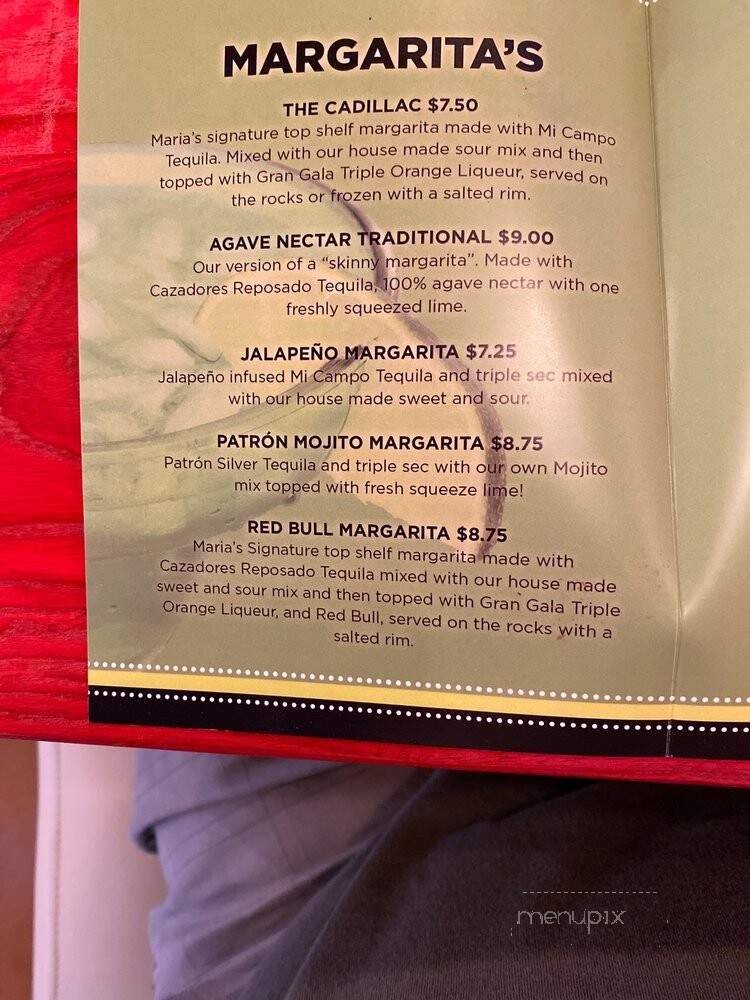 MARGARITA'S
THE CADILLAC $7.50
Maria's signature top shelf margarita made with Mi Campo
Tequila. Mixed with our house made sour mix and then
topped with Gran Gala Triple Orange Liqueur, served on
the rocks or frozen with a salted rim.
AGAVE NECTAR TRADITIONAL $9.00
Our version of a "skinny margarita". Made with
Cazadores Reposado Tequila, 100% agave nectar with one
freshly squeezed lime.
JALAPEÑO MARGARITA $7.25
Jalapeño infused Mi Campo Tequila and triple sec mixed
with our house made sweet and sour.
PATRÓN MOJITO MARGARITA $8.75
Patrón Silver Tequila and triple sec with our own Mojito
mix topped with fresh squeeze lime!
RED BULL MARGARITA $8.75
Maria's Signature top shelf margarita made with
Cazadores Reposado Tequila mixed with our house made
sweet and sour mix and then topped with Gran Gala Triple
Orange Liqueur, and Red Bull, served on the rocks with a
salted rim.
menupix